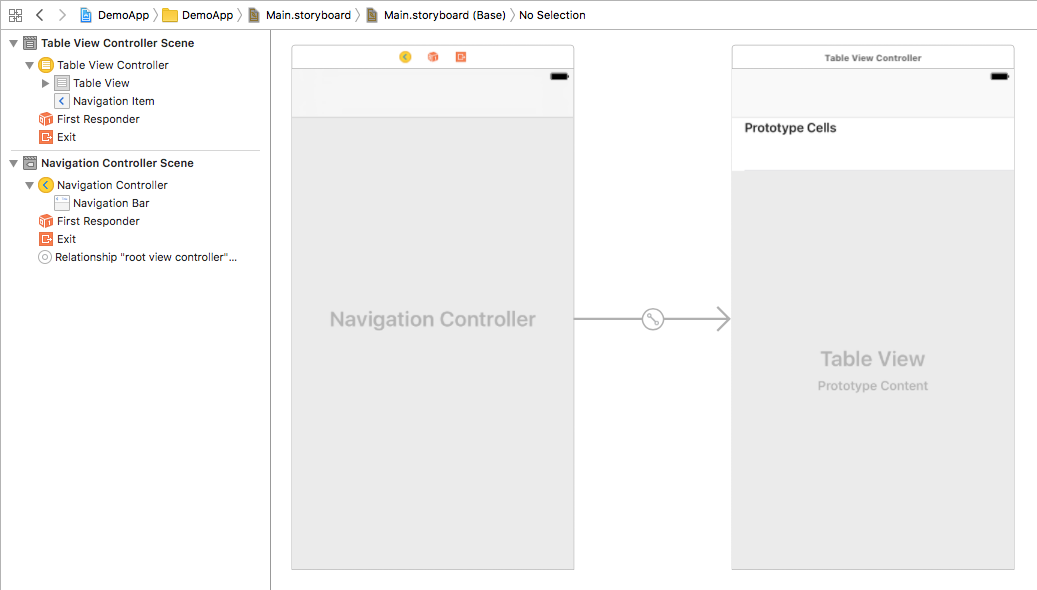 DemoApp DemoApp Main.storyboard Main.storyboard (Base) No Selection
Table View Controller Scene
Table View Controller
Table View
Navigation Item
First Responder
Exit
Navigation Controller Scene
Navigation Controller
Navigation Bar
First Responder
Exit
Relationship "root view controller"...
Navigation Controller
Table View Controller
Prototype Cells
Table View
Prototype Content